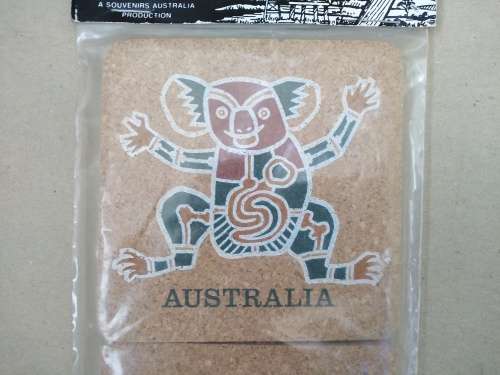 A SOUVENIRS AUSTRALIA
PRODUCTION
AUSTRALIA